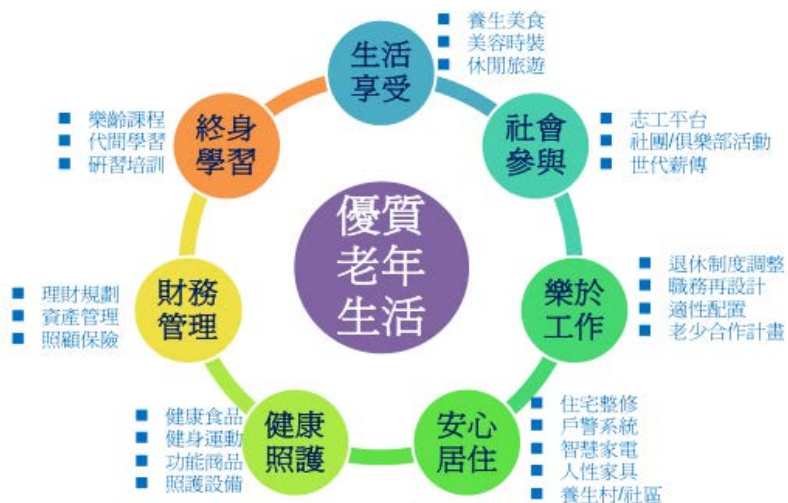 養生美食
美容時裝
休閒旅遊
生活
享受
樂齡課程
代間學習
研習培訓
終身
學習
社會
參與
志工平台
社團/俱樂部活動
世代薪傳
優質
老年
生活
理財規劃
資產管理
照顧保險
財務
管理
樂於
工作
退休制度調整
職務再設計
適性配置
老少合作計畫
健康食品
健身運動
功能商品
照護設備
健康
照護
安心
居住
住宅整修
戶警系統
智慧家電
人性家具
養生村/社區